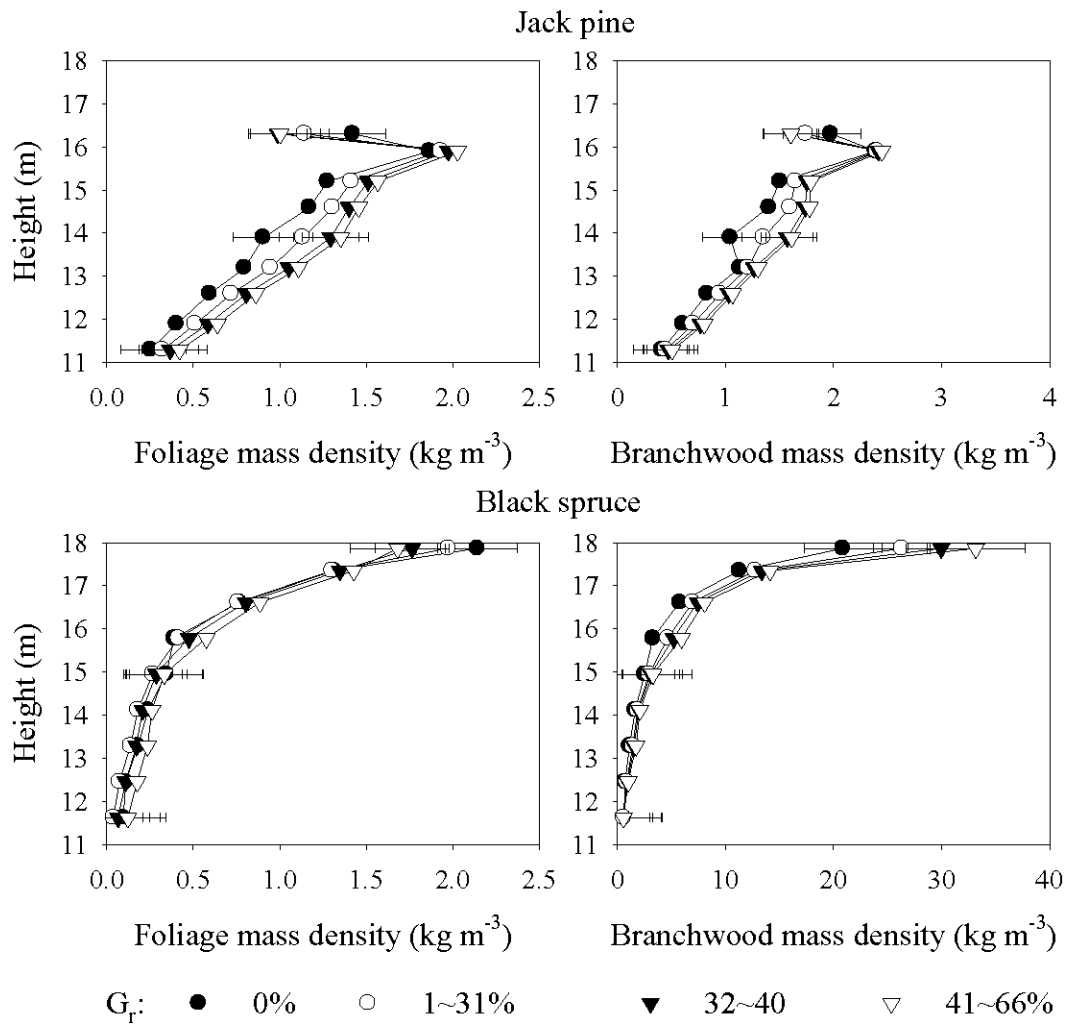 Jack pine
18
17
16
15
14
13
12
11
Height (m)
0.0 0.5 1.0 1.5 2.0 2.5
Foliage mass density (kg m⁻³)
18
17
16
15
14
13
12
11
0 1 2 3 4
Branchwood mass density (kg m⁻³)
Black spruce
18
17
16
15
14
13
12
11
Height (m)
0.0 0.5 1.0 1.5 2.0 2.5
Foliage mass density (kg m⁻³)
18
17
16
15
14
13
12
11
0 10 20 30 40
Branchwood mass density (kg m⁻³)
Gᵣ: 0% 1~31% 32~40 41~66%